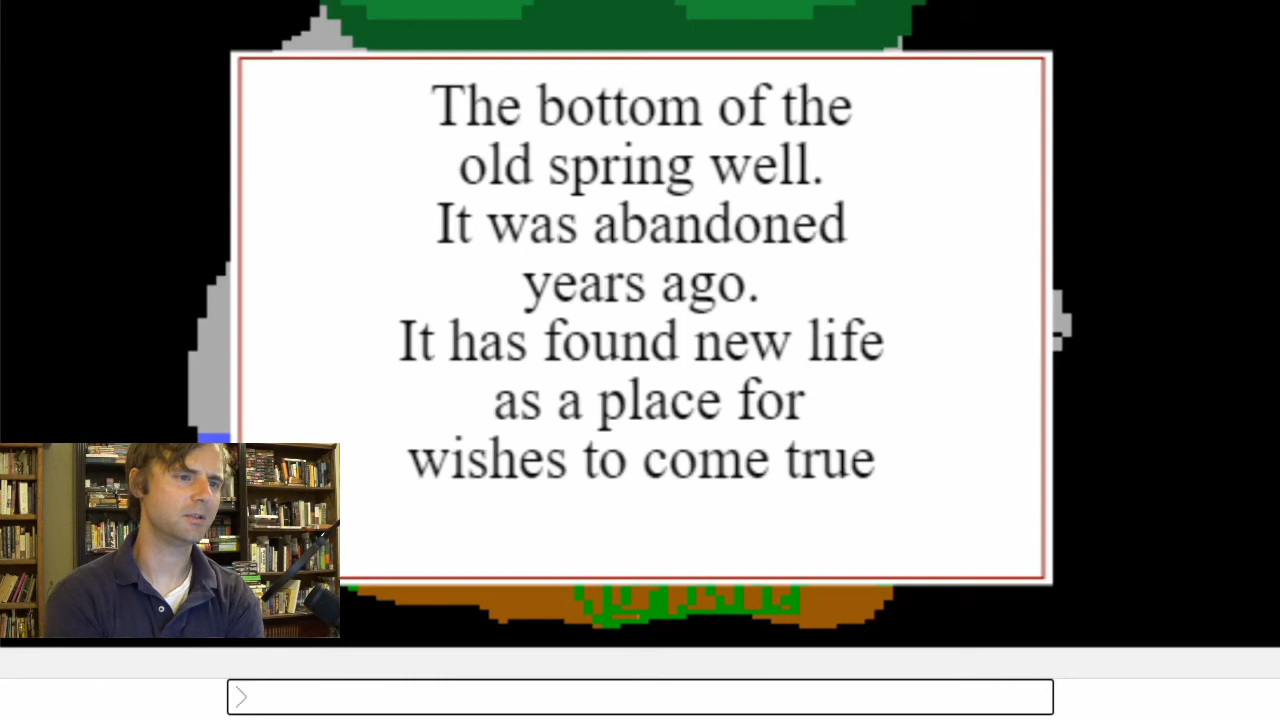 The bottom of the
old spring well.
It was abandoned
years ago.
It has found new life
as a place for
wishes to come true